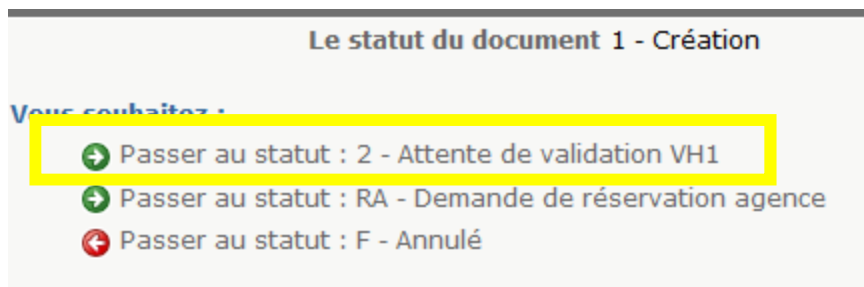 Le statut du document 1 - Création
Vous souhaitez :
Passer au statut : 2 - Attente de validation VH1
Passer au statut : RA - Demande de réservation agence
Passer au statut : F - Annulé